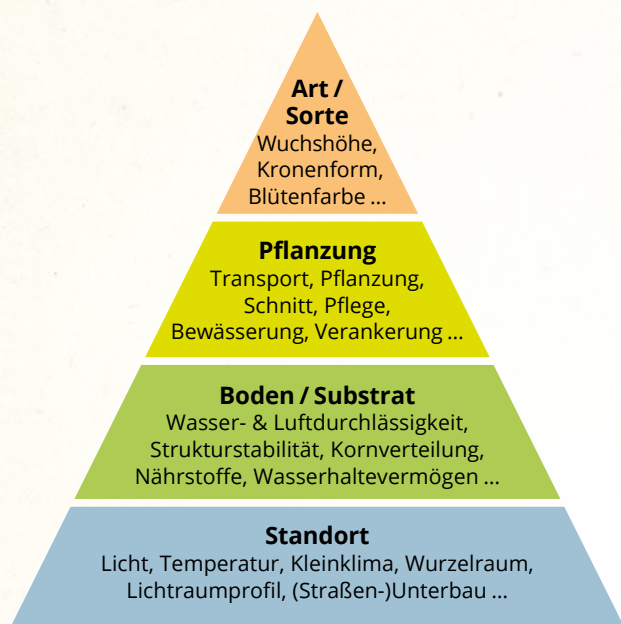 Art /
Sorte
Wuchshöhe,
Kronenform,
Blütenfarbe ...
Pflanzung
Transport, Pflanzung,
Schnitt, Pflege,
Bewässerung, Verankerung ...
Boden / Substrat
Wasser- & Luftdurchlässigkeit,
Strukturstabilität, Kornverteilung,
Nährstoffe, Wasserhaltevermögen ...
Standort
Licht, Temperatur, Kleinklima, Wurzelraum,
Lichtraumprofil, (Straßen-)Unterbau ...